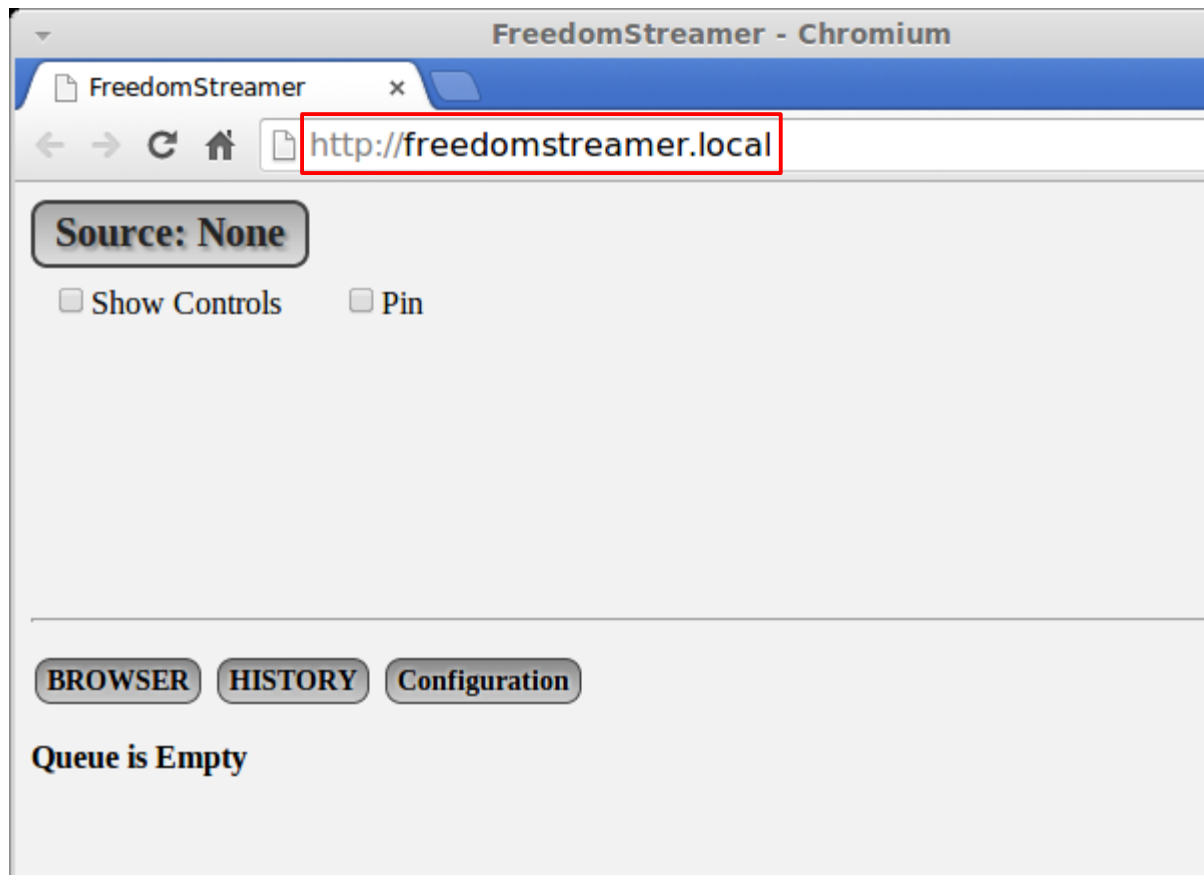 FreedomStreamer - Chromium
FreedomStreamer
http://freedomstreamer.local
Source: None
Show Controls Pin
BROWSER HISTORY Configuration
Queue is Empty